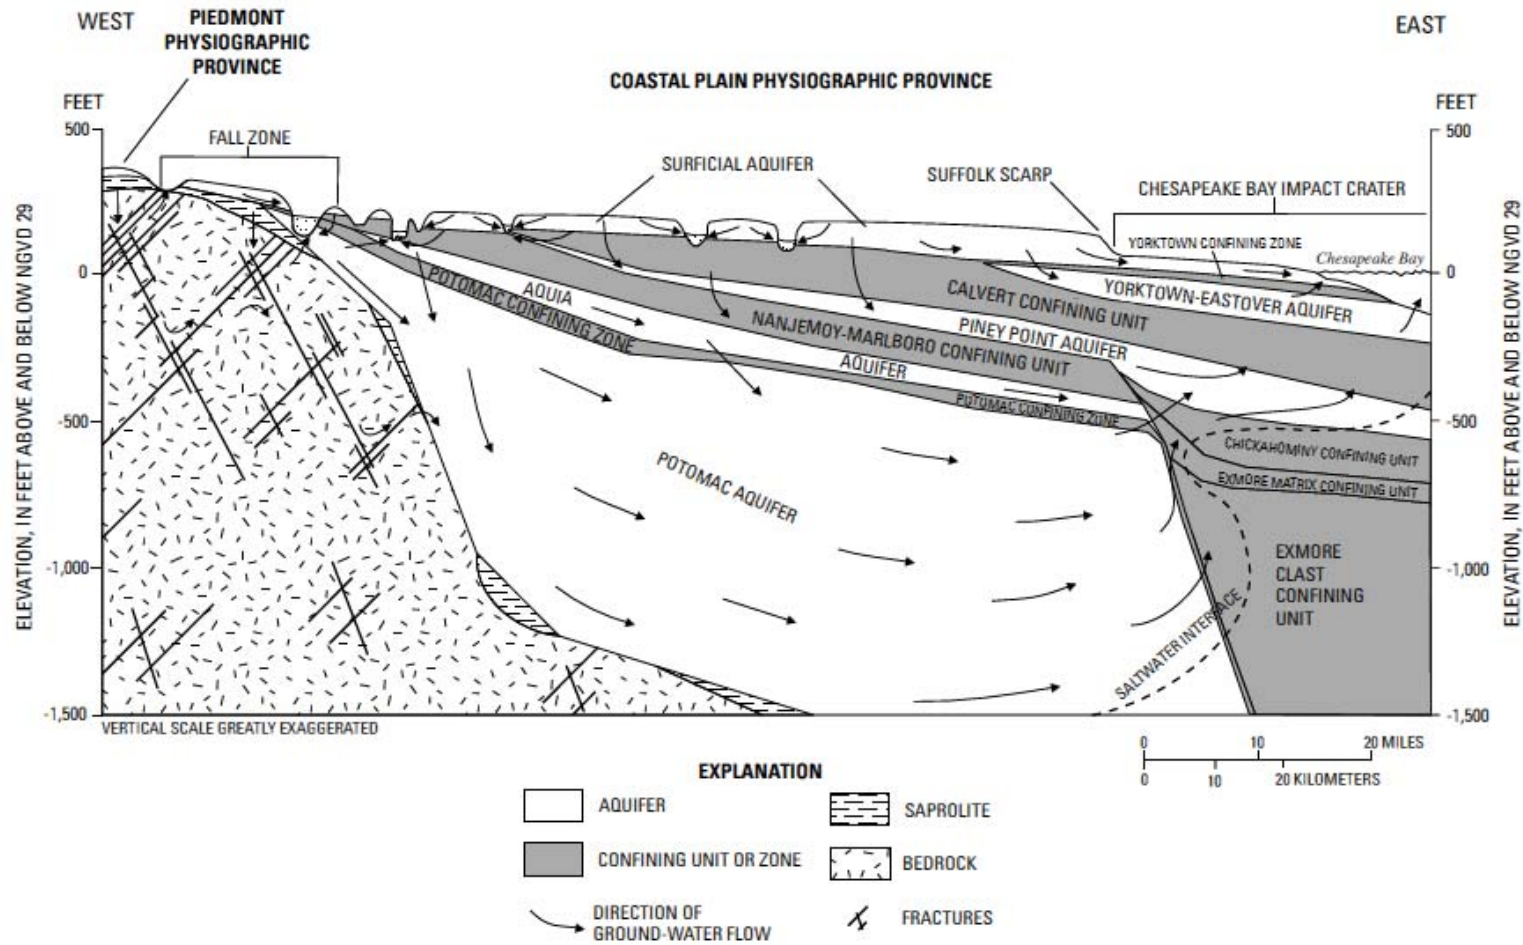 WEST
PIEDMONT
PHYSIOGRAPHIC
PROVINCE
EAST
COASTAL PLAIN PHYSIOGRAPHIC PROVINCE
FEET
FEET
500
500
FALL ZONE
SURFICIAL AQUIFER
SUFFOLK SCARP
CHESAPEAKE BAY IMPACT CRATER
YORKTOWN CONFINING ZONE
Chesapeake Bay
0
0
YORKTOWN-EASTOVER AQUIFER
CALVERT CONFINING UNIT
PINEY POINT AQUIFER
NANJEMOY-MARLBORO CONFINING UNIT
AQUIA
AQUIFER
POTOMAC CONFINING ZONE
POTOMAC CONFINING ZONE
-500
-500
CHICKAHOMINY CONFINING UNIT
EXMORE MATRIX CONFINING UNIT
POTOMAC AQUIFER
EXMORE
CLAST
CONFINING
UNIT
-1,000
-1,000
SALTWATER INTERFACE
-1,500
-1,500
ELEVATION, IN FEET ABOVE AND BELOW NGVD 29
ELEVATION, IN FEET ABOVE AND BELOW NGVD 29
VERTICAL SCALE GREATLY EXAGGERATED
0 10 20 MILES
0 10 20 KILOMETERS
EXPLANATION
AQUIFER
SAPROLITE
CONFINING UNIT OR ZONE
BEDROCK
DIRECTION OF
GROUND-WATER FLOW
FRACTURES